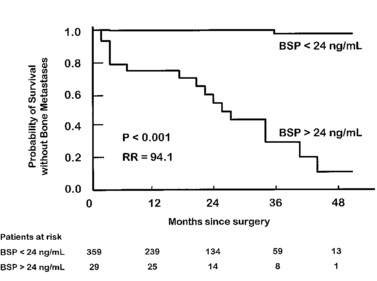 1.0
0.8
0.6
0.4
0.2
0.0
Probability of Survival
without Bone Metastases
BSP < 24 ng/mL
BSP > 24 ng/mL
P < 0.001
RR = 94.1
0 12 24 36 48
Months since surgery
Patients at risk
BSP < 24 ng/mL 359 239 134 59 13
BSP > 24 ng/mL 29 25 14 8 1